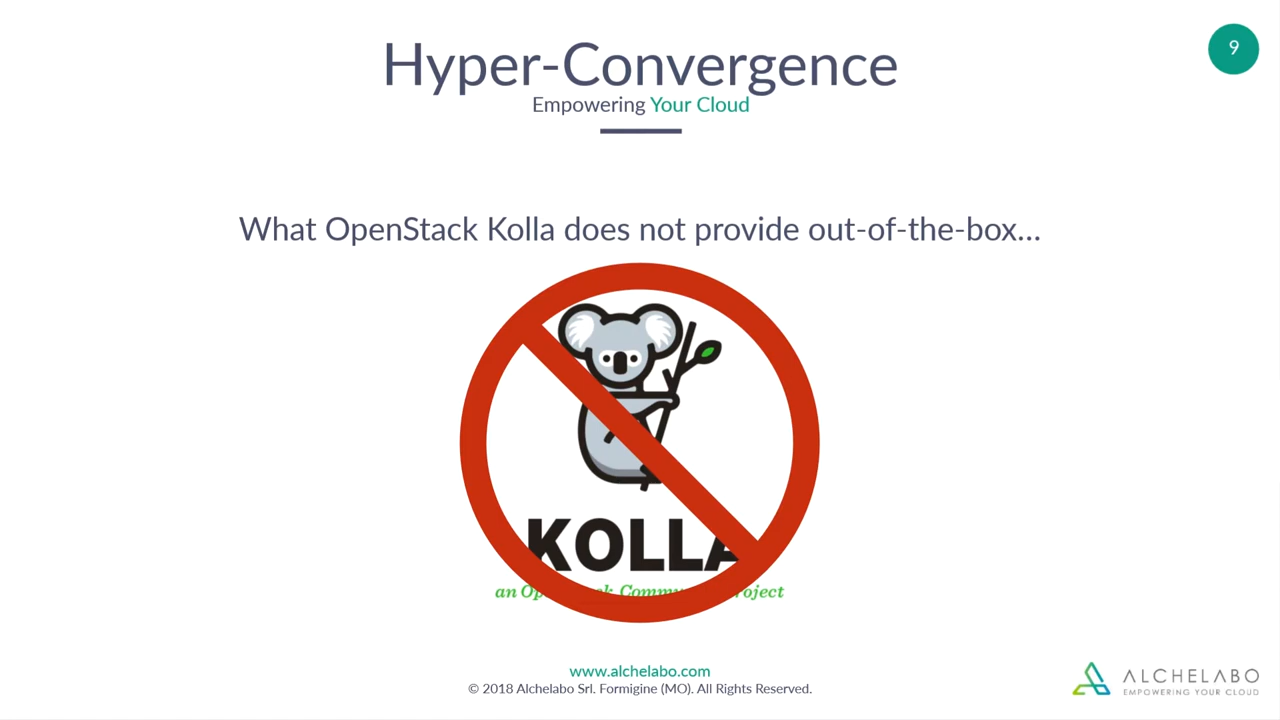 9
Hyper-Convergence
Empowering Your Cloud
What OpenStack Kolla does not provide out-of-the-box...
KOLLA
an
www.alchelabo.com
© 2018 Alchelabo Srl. Formigine (MO). All Rights Reserved.
ALCHELABO
EMPOWERING YOUR CLOUD